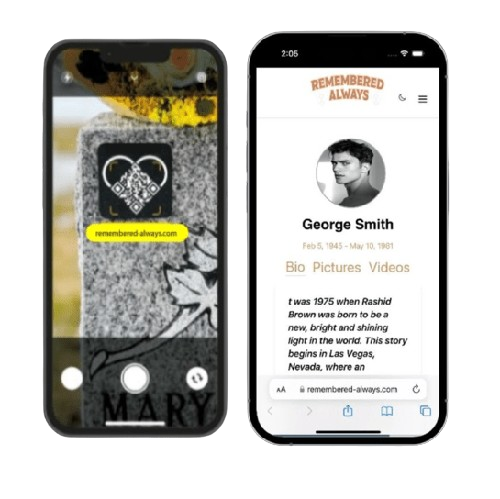 remembered-always.com
MARY
2:05
REMEMBERED
ALWAYS
George Smith
Feb 5, 1945 - May 10, 1981
Bio Pictures Videos
t was 1975 when Rashid
Brown was born to be a
new, bright and shining
light in the world. This story
begins in Las Vegas,
Nevada, where an
AA remembered-always.com